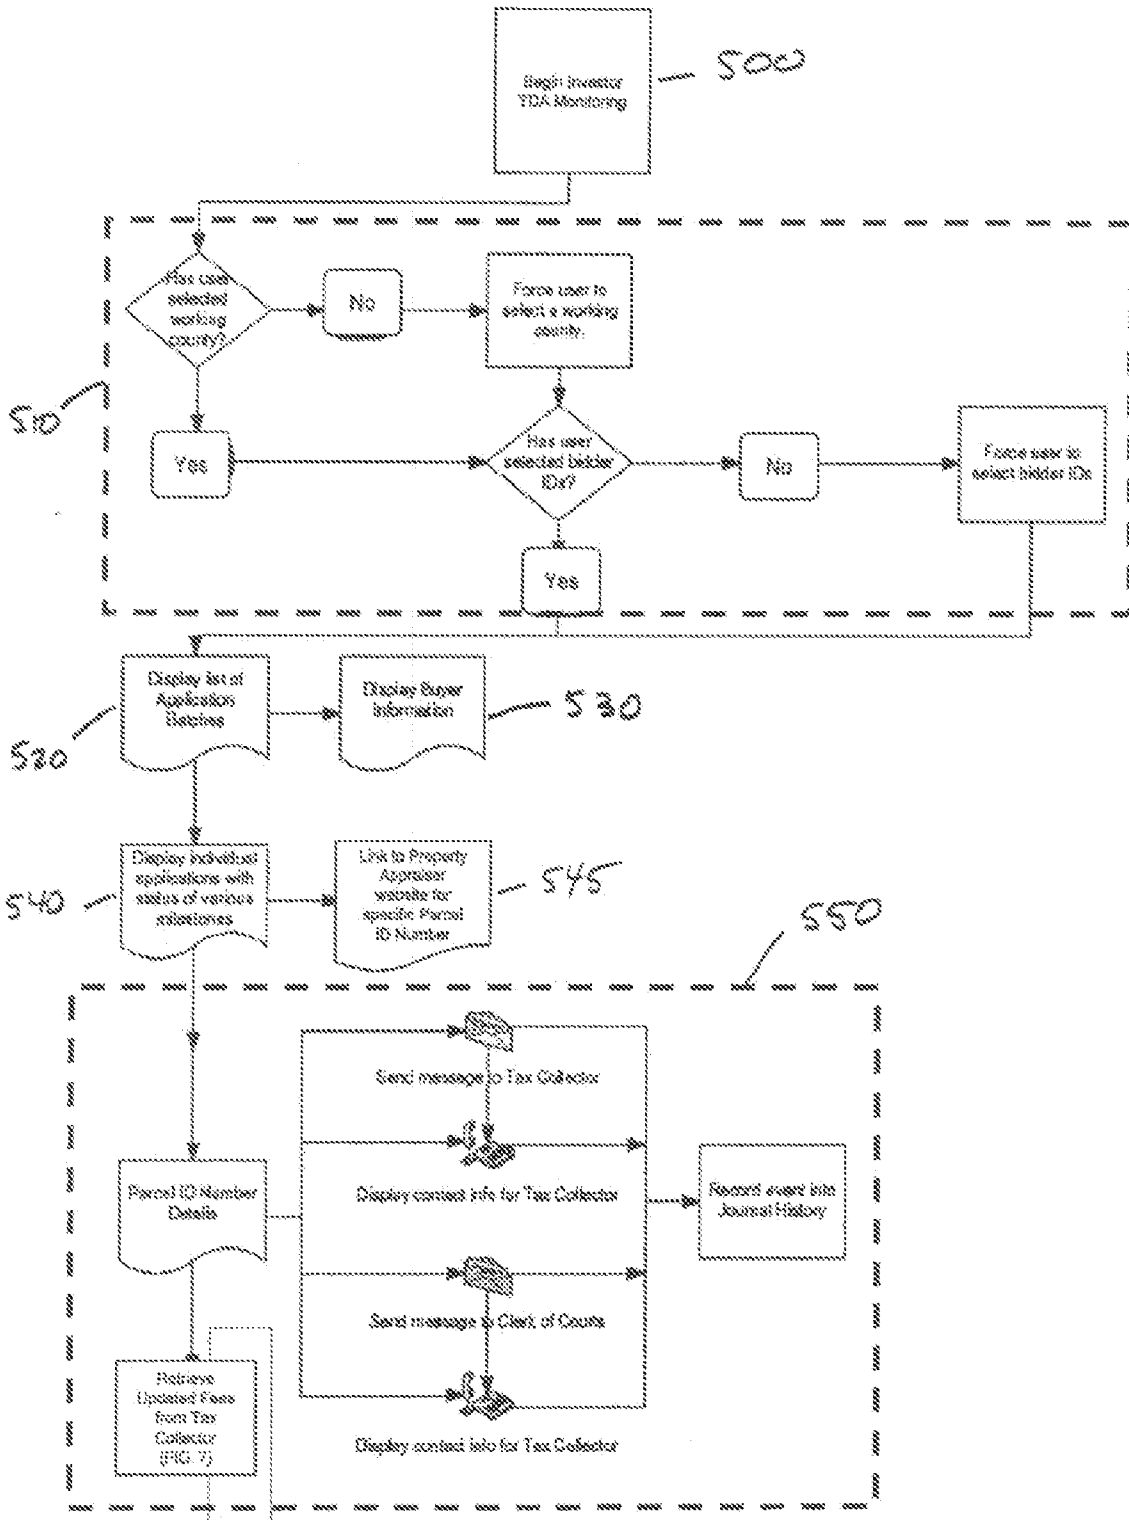 Begin Investor
TDA Monitoring
500
Has user
selected
working
county?
No
Force user to
select a working
county.
510
Yes
Has user
selected bidder
IDs?
No
Force user to
select bidder IDs
Yes
Display list of
Application
Batches
Display Buyer
Information
530
520
Display individual
applications with
status of various
milestones
Link to Property
Appraiser
website for
specific Parcel
ID Number
545
540
550
Send message to Tax Collector
Parcel ID Number
Details
Display contact info for Tax Collector
Record event into
Journal History
Send message to Clerk of Courts
Retrieve
Updated Fees
from Tax
Collector
(FIG. 7)
Display contact info for Tax Collector